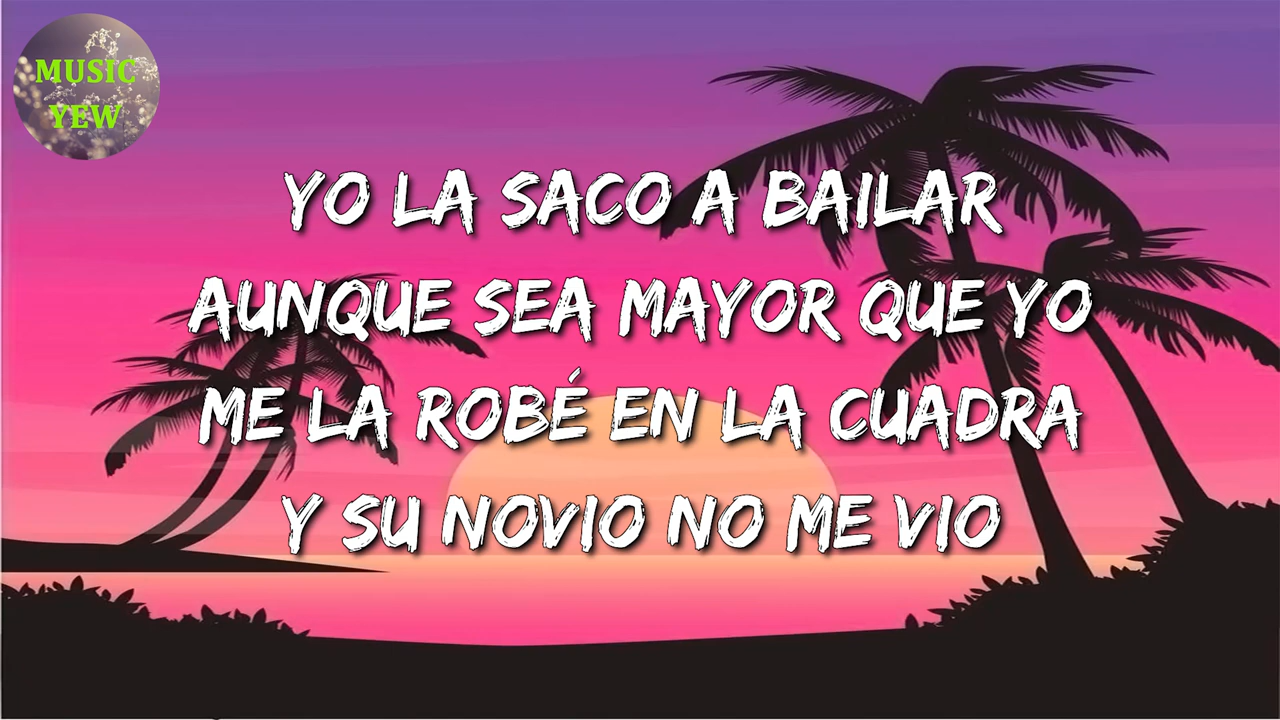 MUSIC
YEW
YO LA SACO A BAILAR
AUNQUE SEA MAYOR QUE YO
ME LA ROBÉ EN LA CUADRA
Y SU NOVIO NO ME VIO